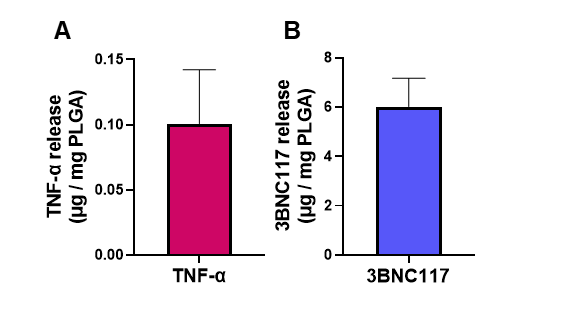 A
B
TNF-α release
(µg / mg PLGA)
0.15
0.10
0.05
0.00
TNF-α
3BNC117 release
(µg / mg PLGA)
8
6
4
2
0
3BNC117